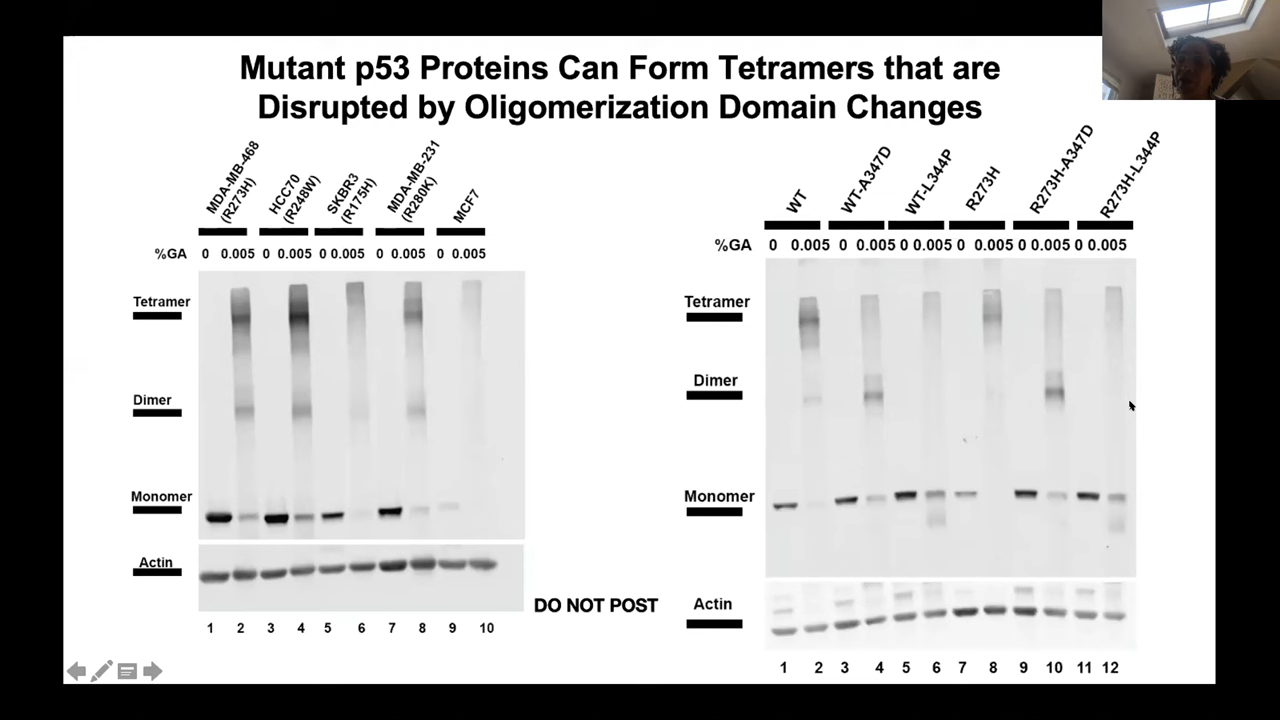 Mutant p53 Proteins Can Form Tetramers that are
Disrupted by Oligomerization Domain Changes
MDA-MB-468
(R273H)
HCC70
(R248W)
SKBR3
(R175H)
MDA-MB-231
(R280K)
MCF7
%GA 0 0.005 0 0.005 0 0.005 0 0.005 0 0.005
Tetramer
Dimer
Monomer
Actin
1 2 3 4 5 6 7 8 9 10
DO NOT POST
WT
WT-A347D
WT-L344P
R273H
R273H-A347D
R273H-L344P
%GA 0 0.005 0 0.005 0 0.005 0 0.005 0 0.005 0 0.005
Tetramer
Dimer
Monomer
Actin
1 2 3 4 5 6 7 8 9 10 11 12